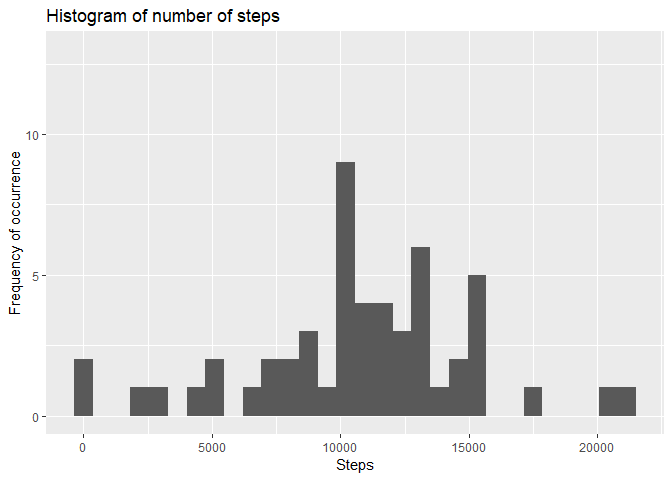 Histogram of number of steps
10
5
0
Frequency of occurrence
0 5000 10000 15000 20000
Steps